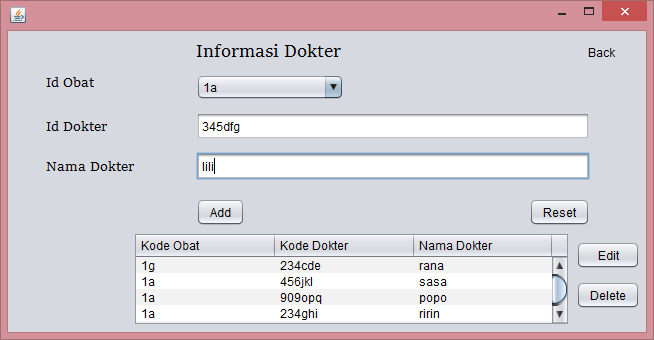 Informasi Dokter
Back
Id Obat
1a
Id Dokter
345dfg
Nama Dokter
lili
Add
Reset
Kode Obat Kode Dokter Nama Dokter
1g 234cde rana
1a 456jkl sasa
1a 909opq popo
1a 234ghi ririn
Edit
Delete